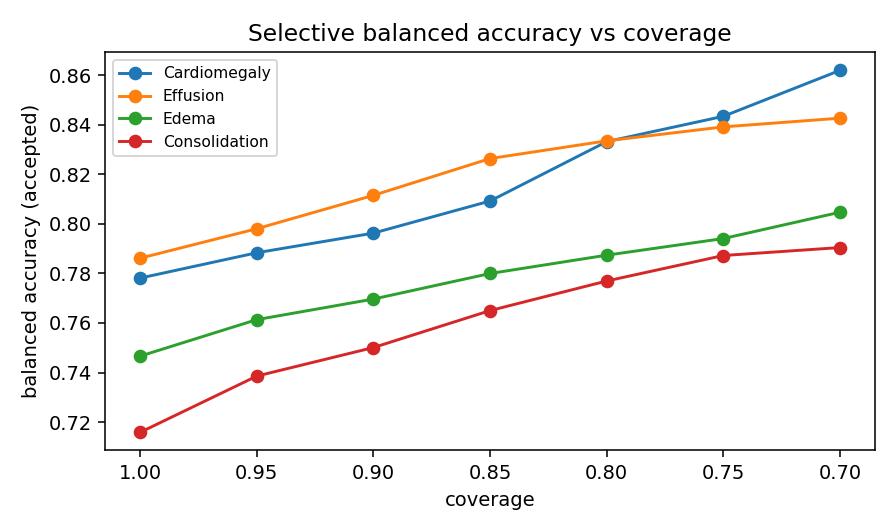 Selective balanced accuracy vs coverage
Cardiomegaly
Effusion
Edema
Consolidation
balanced accuracy (accepted)
0.86
0.84
0.82
0.80
0.78
0.76
0.74
0.72
1.00 0.95 0.90 0.85 0.80 0.75 0.70
coverage